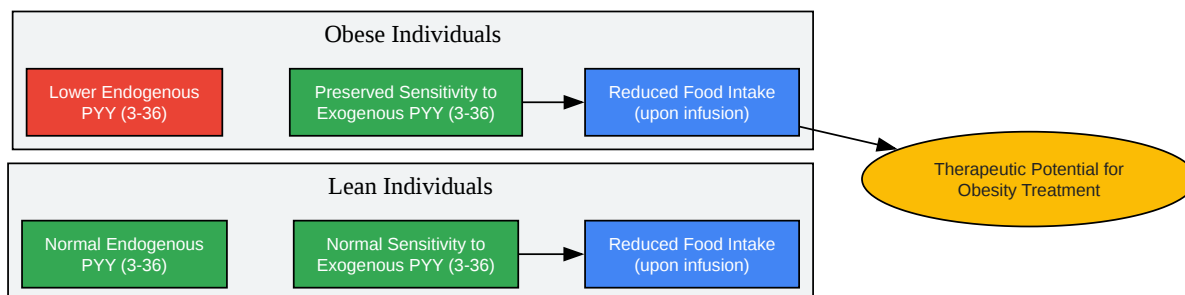 Obese Individuals
Lower Endogenous
PYY (3-36)
Preserved Sensitivity to
Exogenous PYY (3-36)
Reduced Food Intake
(upon infusion)
Therapeutic Potential for
Obesity Treatment
Lean Individuals
Normal Endogenous
PYY (3-36)
Normal Sensitivity to
Exogenous PYY (3-36)
Reduced Food Intake
(upon infusion)